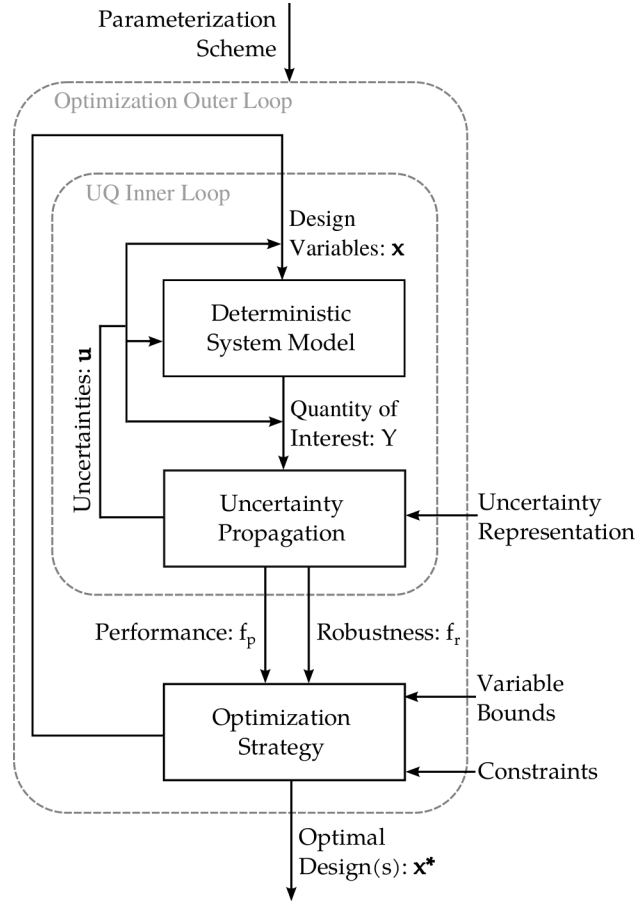 Parameterization
Scheme
Optimization Outer Loop
UQ Inner Loop
Design
Variables: x
Deterministic
System Model
Uncertainties: u
Quantity of
Interest: Y
Uncertainty
Propagation
Uncertainty
Representation
Performance: fp
Robustness: fr
Optimization
Strategy
Variable
Bounds
Constraints
Optimal
Design(s): x*